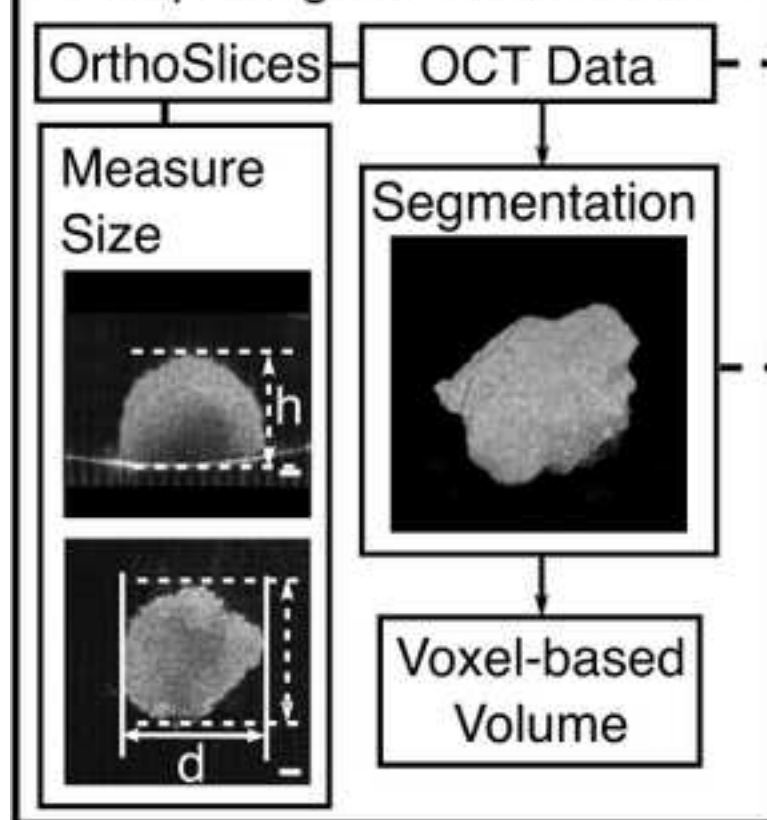 OrthoSlices
OCT Data
Measure
Size
h
d
Segmentation
Voxel-based
Volume